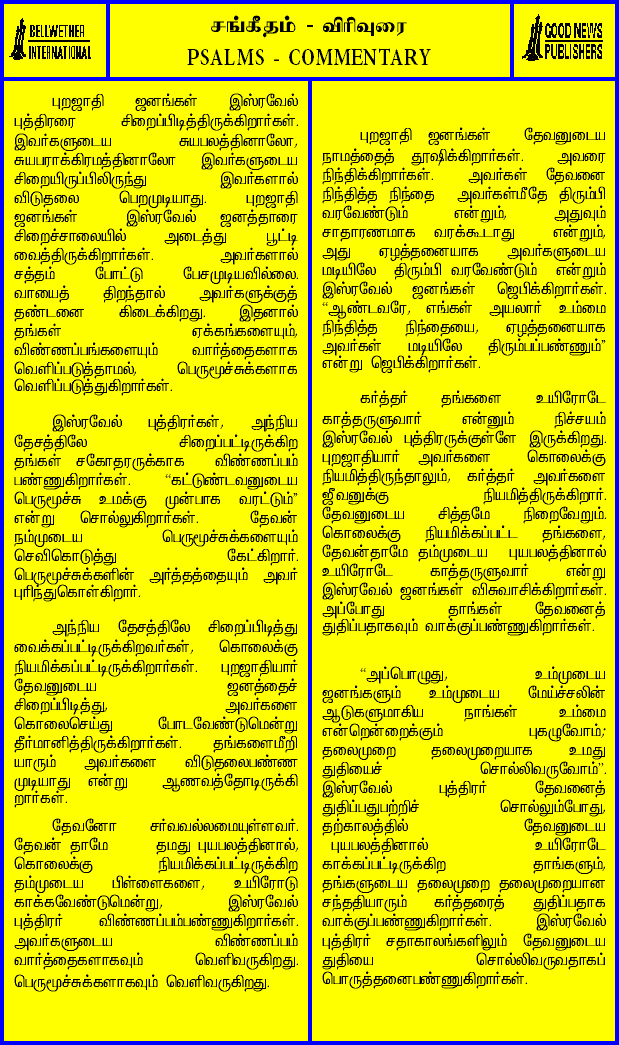 BELLWETHER
INTERNATIONAL
சங்கீதம் - விரிவுரை
PSALMS - COMMENTARY
GOOD NEWS
PUBLISHERS
புறஜாதி ஜனங்கள் இஸ்ரவேல்
புத்திரரை சிறைப்பிடித்திருக்கிறார்கள்.
இவர்களுடைய சுயபலத்தினாலோ,
சுயபராக்கிரமத்தினாலோ இவர்களுடைய
சிறையிருப்பிலிருந்து இவர்களால்
விடுதலை பெறமுடியாது. புறஜாதி
ஜனங்கள் இஸ்ரவேல் ஜனத்தாரை
சிறைச்சாலையில் அடைத்து பூட்டி
வைத்திருக்கிறார்கள். அவர்களால்
சத்தம் போட்டு பேசமுடியவில்லை.
வாயைத் திறந்தால் அவர்களுக்குத்
தண்டனை கிடைக்கிறது. இதனால்
தங்கள் ஏக்கங்களையும்,
விண்ணப்பங்களையும் வார்த்தைகளாக
வெளிப்படுத்தாமல், பெருமூச்சுக்களாக
வெளிப்படுத்துகிறார்கள்.
இஸ்ரவேல் புத்திரர்கள், அந்நிய
தேசத்திலே சிறைப்பட்டிருக்கிற
தங்கள் சகோதரருக்காக விண்ணப்பம்
பண்ணுகிறார்கள். “கட்டுண்டவனுடைய
பெருமூச்சு உமக்கு முன்பாக வரட்டும்”
என்று சொல்லுகிறார்கள். தேவன்
நம்முடைய பெருமூச்சுக்களையும்
செவிகொடுத்து கேட்கிறார்.
பெருமூச்சுக்களின் அர்த்தத்தையும் அவர்
புரிந்துகொள்கிறார்.
அந்நிய தேசத்திலே சிறைப்பிடித்து
வைக்கப்பட்டிருக்கிறவர்கள், கொலைக்கு
நியமிக்கப்பட்டிருக்கிறார்கள். புறஜாதியார்
தேவனுடைய ஜனத்தைச்
சிறைப்பிடித்து, அவர்களை
கொலைசெய்து போடவேண்டுமென்று
தீர்மானித்திருக்கிறார்கள். தங்களைமீறி
யாரும் அவர்களை விடுதலைபண்ண
முடியாது என்று ஆணவத்தோடிருக்கி
றார்கள்.
தேவனோ சர்வவல்லமையுள்ளவர்.
தேவன் தாமே தமது புயபலத்தினால்,
கொலைக்கு நியமிக்கப்பட்டிருக்கிற
தம்முடைய பிள்ளைகளை, உயிரோடு
காக்கவேண்டுமென்று, இஸ்ரவேல்
புத்திரர் விண்ணப்பம்பண்ணுகிறார்கள்.
அவர்களுடைய விண்ணப்பம்
வார்த்தைகளாகவும் வெளிவருகிறது.
பெருமூச்சுக்களாகவும் வெளிவருகிறது.
புறஜாதி ஜனங்கள் தேவனுடைய
நாமத்தைத் தூஷிக்கிறார்கள். அவரை
நிந்திக்கிறார்கள். அவர்கள் தேவனை
நிந்தித்த நிந்தை அவர்கள்மீதே திரும்பி
வரவேண்டும் என்றும், அதுவும்
சாதாரணமாக வரக்கூடாது என்றும்,
அது ஏழத்தனையாக அவர்களுடைய
மடியிலே திரும்பி வரவேண்டும் என்றும்
இஸ்ரவேல் ஜனங்கள் ஜெபிக்கிறார்கள்.
“ஆண்டவரே, எங்கள் அயலார் உம்மை
நிந்தித்த நிந்தையை, ஏழத்தனையாக
அவர்கள் மடியிலே திரும்பப்பண்ணும்”
என்று ஜெபிக்கிறார்கள்.
கர்த்தர் தங்களை உயிரோடே
காத்தருளுவார் என்னும் நிச்சயம்
இஸ்ரவேல் புத்திரருக்குள்ளே இருக்கிறது.
புறஜாதியார் அவர்களை கொலைக்கு
நியமித்திருந்தாலும், கர்த்தர் அவர்களை
ஜீவனுக்கு நியமித்திருக்கிறார்.
தேவனுடைய சித்தமே நிறைவேறும்.
கொலைக்கு நியமிக்கப்பட்ட தங்களை,
தேவன்தாமே தம்முடைய புயபலத்தினால்
உயிரோடே காத்தருளுவார் என்று
இஸ்ரவேல் ஜனங்கள் விசுவாசிக்கிறார்கள்.
அப்போது தாங்கள் தேவனைத்
துதிப்பதாகவும் வாக்குப்பண்ணுகிறார்கள்.
“அப்பொழுது, உம்முடைய
ஜனங்களும் உம்முடைய மேய்ச்சலின்
ஆடுகளுமாகிய நாங்கள் உம்மை
என்றென்றைக்கும் புகழுவோம்;
தலைமுறை தலைமுறையாக உமது
துதியைச் சொல்லிவருவோம்”.
இஸ்ரவேல் புத்திரர் தேவனைத்
துதிப்பதுபற்றிச் சொல்லும்போது,
தற்காலத்தில் தேவனுடைய
புயபலத்தினால் உயிரோடே
காக்கப்பட்டிருக்கிற தாங்களும்,
தங்களுடைய தலைமுறை தலைமுறையான
சந்ததியாரும் கர்த்தரைத் துதிப்பதாக
வாக்குப்பண்ணுகிறார்கள். இஸ்ரவேல்
புத்திரர் சதாகாலங்களிலும் தேவனுடைய
துதியை சொல்லிவருவதாகப்
பொருத்தனைபண்ணுகிறார்கள்.